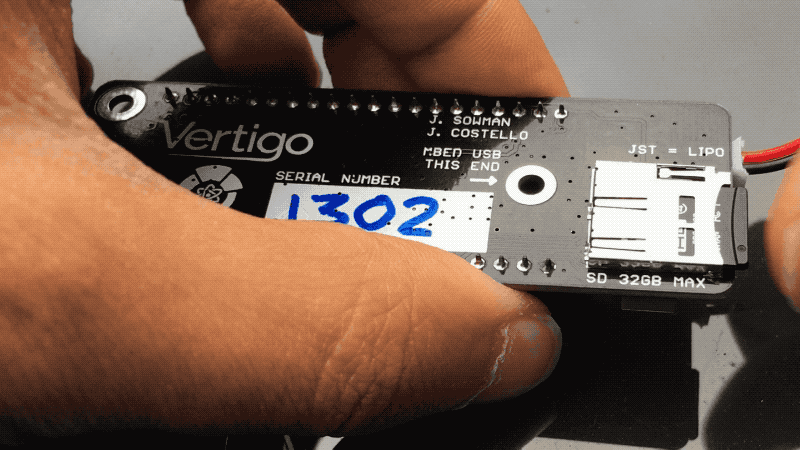 Vertigo
J. SOWMAN
J. COSTELLO
MBED USB
THIS END
JST = LIPO
SERIAL NUMBER
1302
SD 32GB MAX